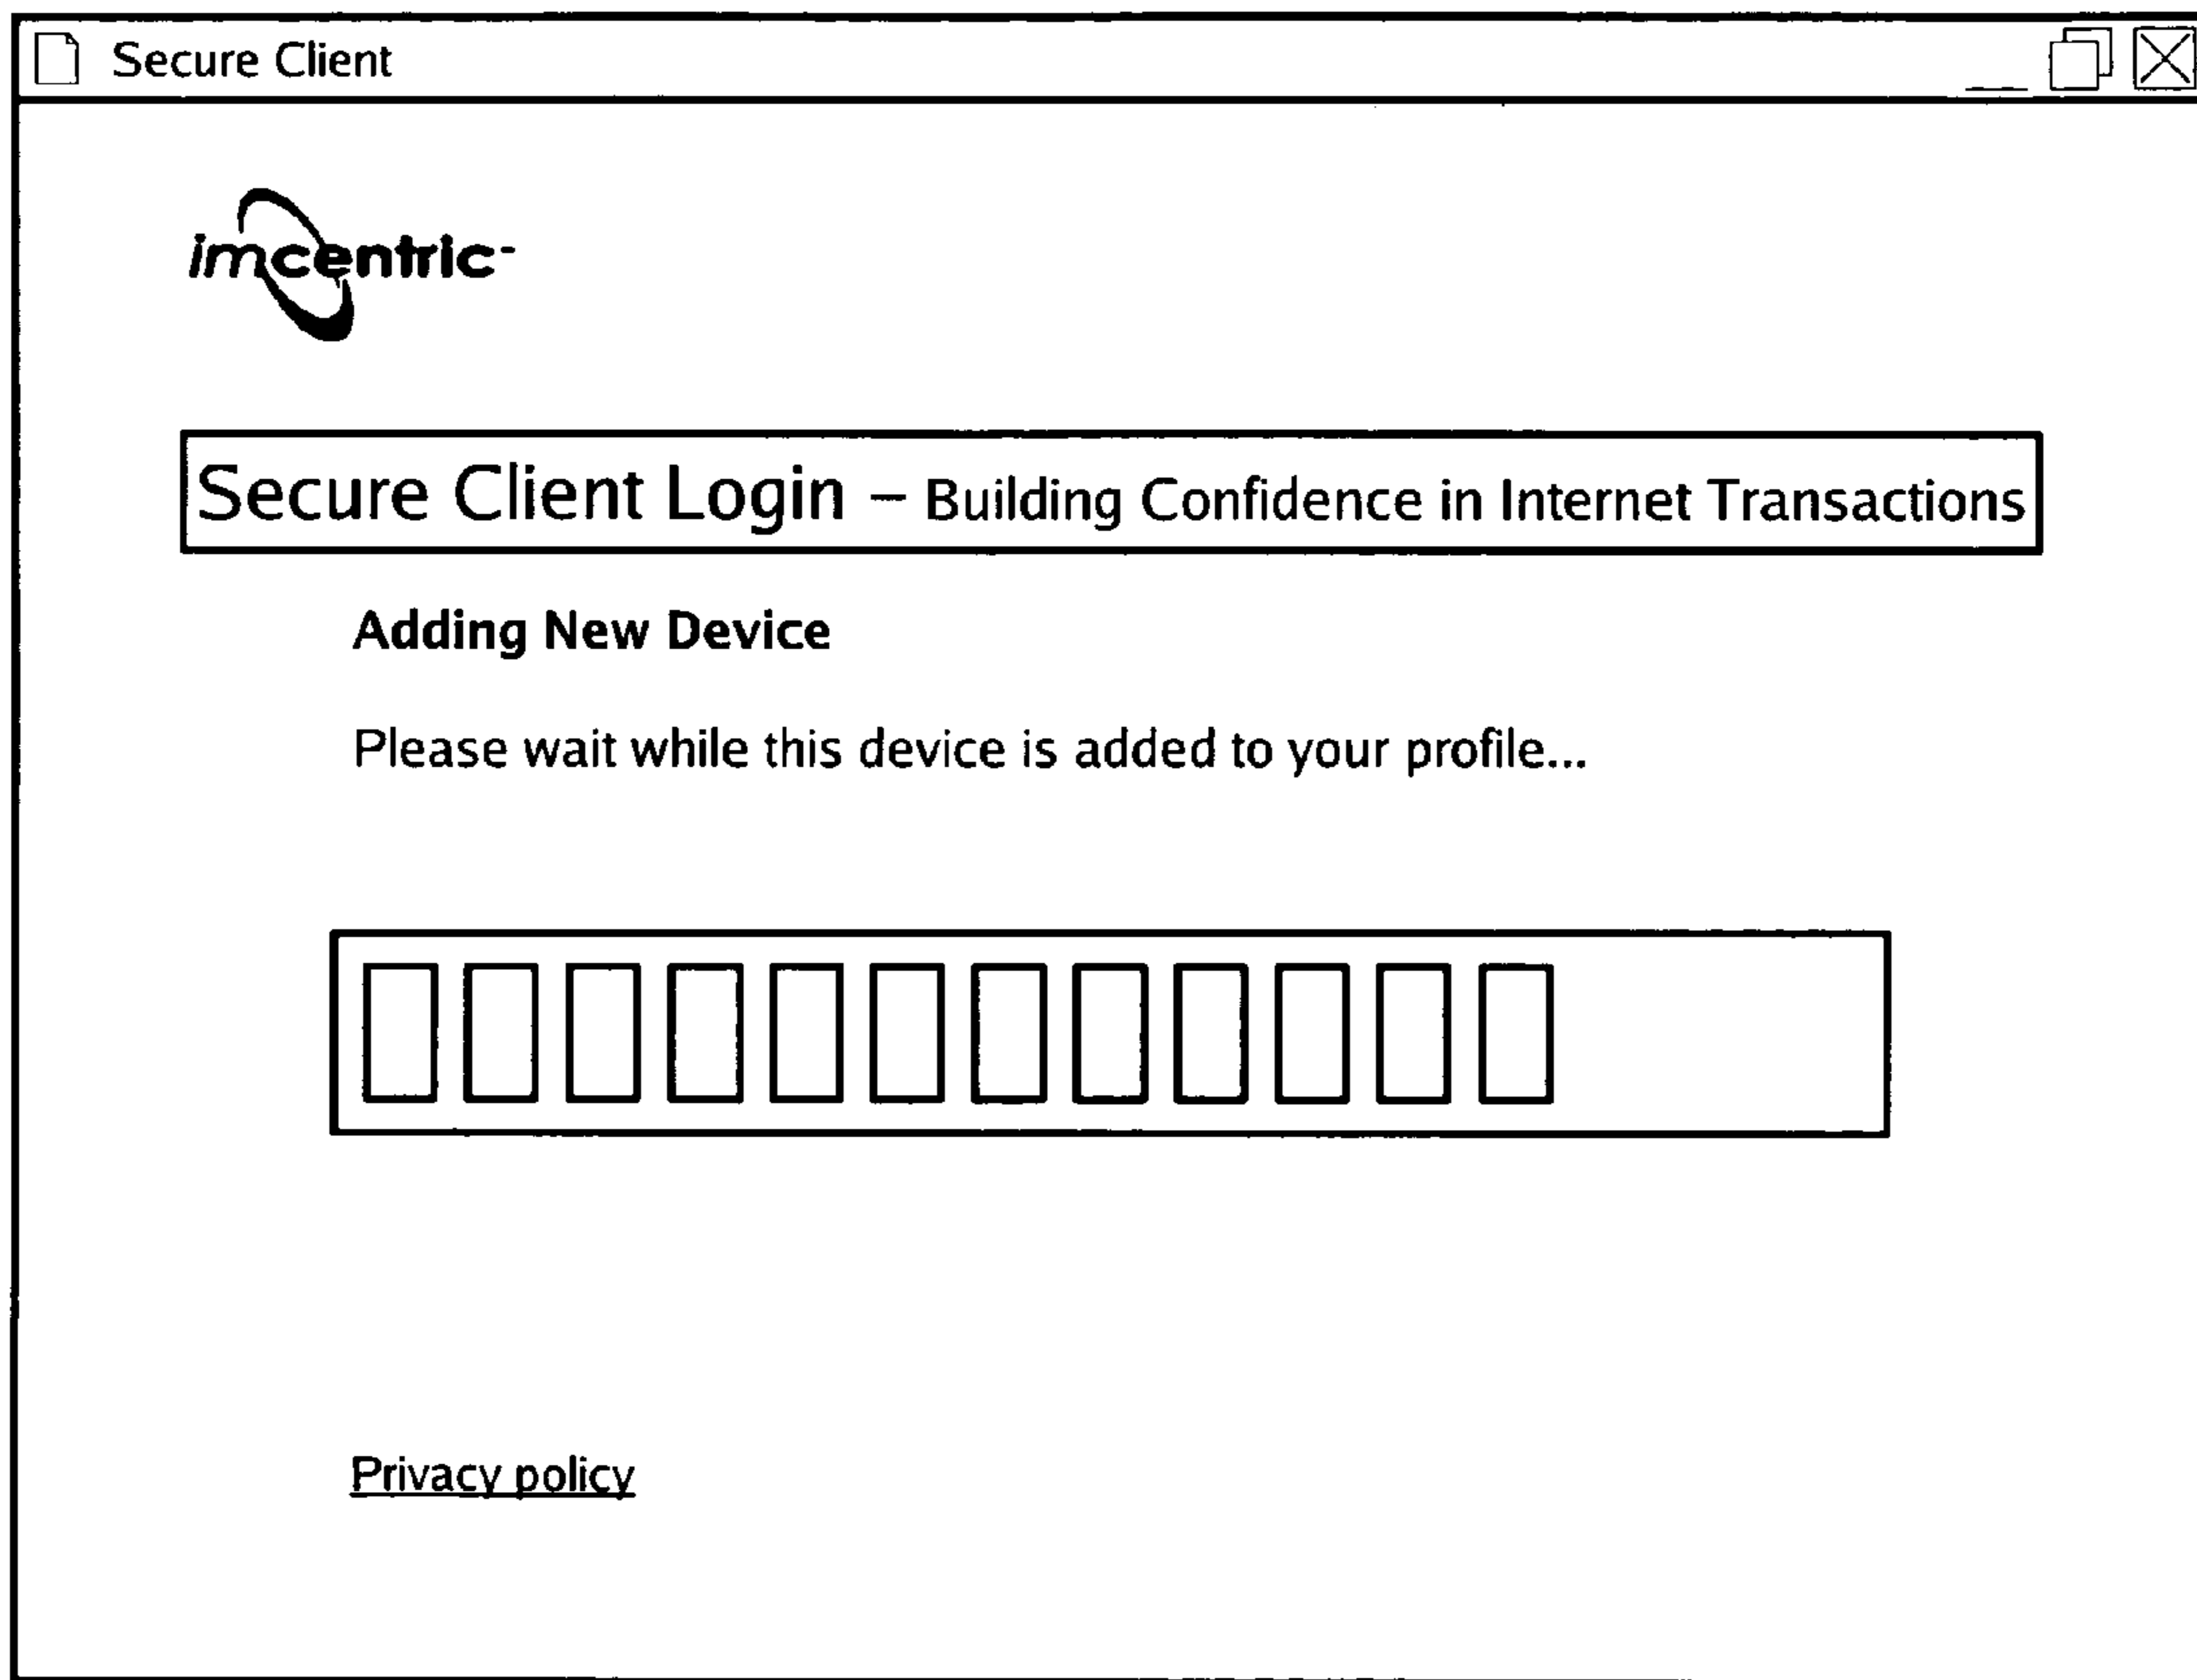 Secure Client
imcentric
Secure Client Login – Building Confidence in Internet Transactions
Adding New Device
Please wait while this device is added to your profile...
Privacy policy